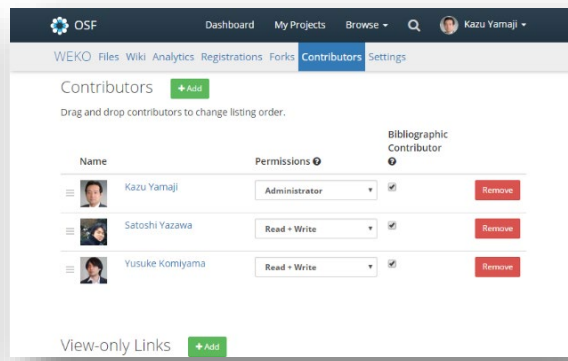 OSF Dashboard My Projects Browse Kazu Yamaji
WEKO Files Wiki Analytics Registrations Forks Contributors Settings
Contributors + Add
Drag and drop contributors to change listing order.
Name Permissions ? Bibliographic Contributor ?
Kazu Yamaji Administrator Remove
Satoshi Yazawa Read + Write Remove
Yusuke Komiyama Read + Write Remove
View-only Links + Add